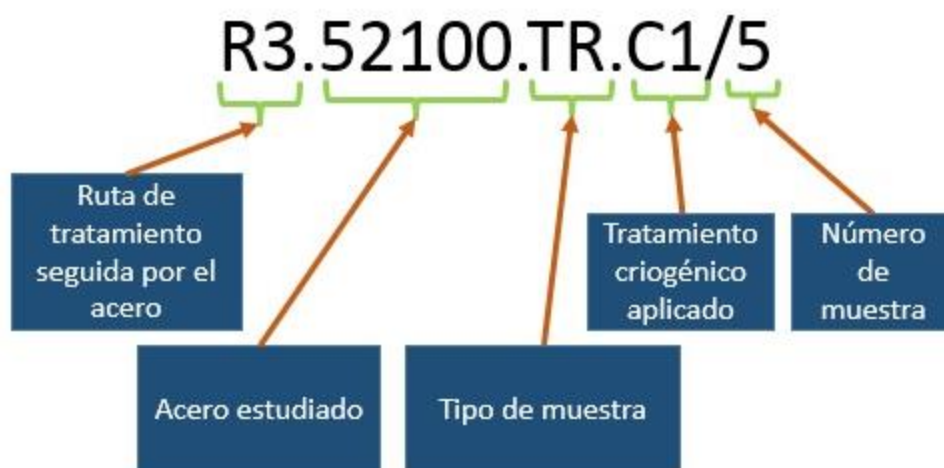 R3.52100.TR.C1/5
Ruta de
tratamiento
seguida por el
acero
Tratamiento
criogénico
aplicado
Número
de
muestra
Acero estudiado
Tipo de muestra